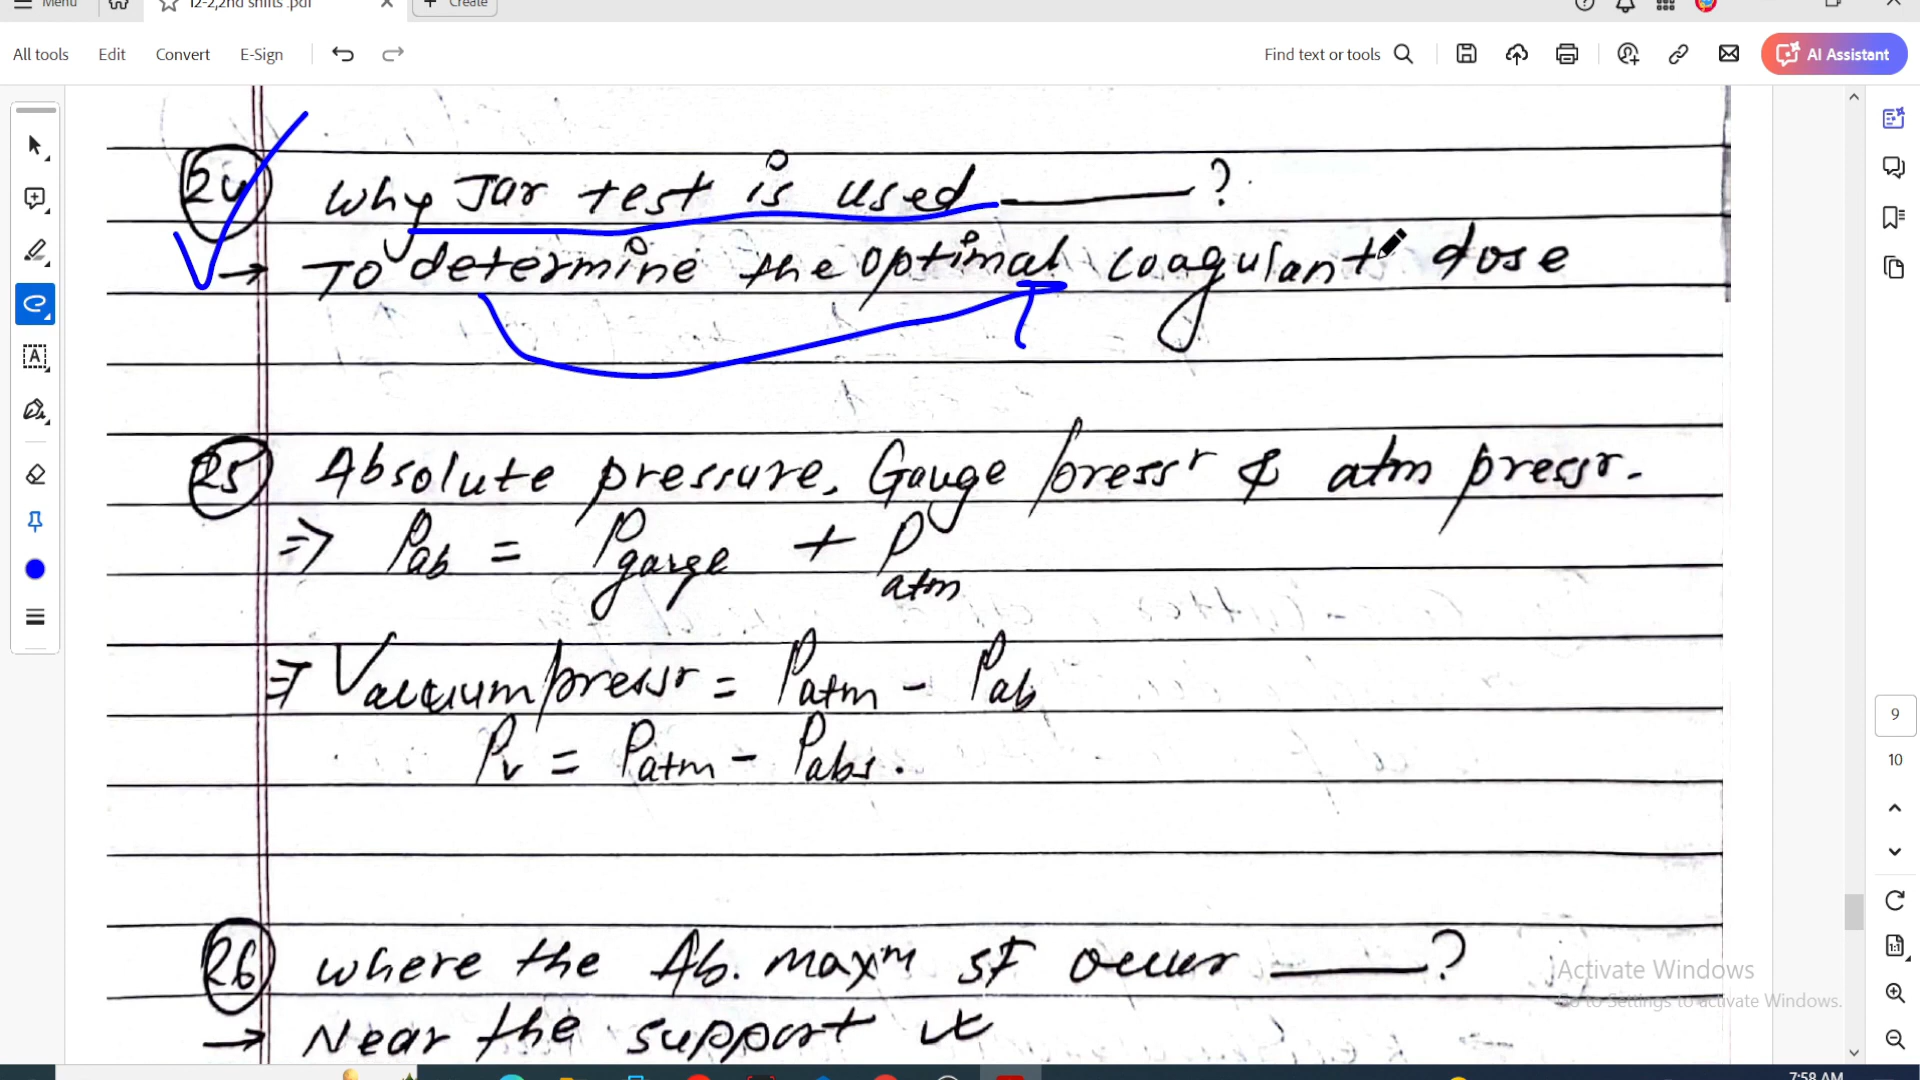 Menu
12-2,2nd shifts .pdf
Create
All tools
Edit
Convert
E-Sign
Find text or tools
AI Assistant
24 why Jar test is used ———?
→ To determine the optimal coagulant dose
25 Absolute pressure, Gauge pressr & atm pressr.
⇒ Pab = Pgauge + Patm
⇒ Vaccum pressr = Patm - Pab
Pv = Patm - Pabs.
26 where the Ab. maxm SF occur ———?
→ Near the support
9
10
Activate Windows
Go to Settings to activate Windows.
7:58 AM